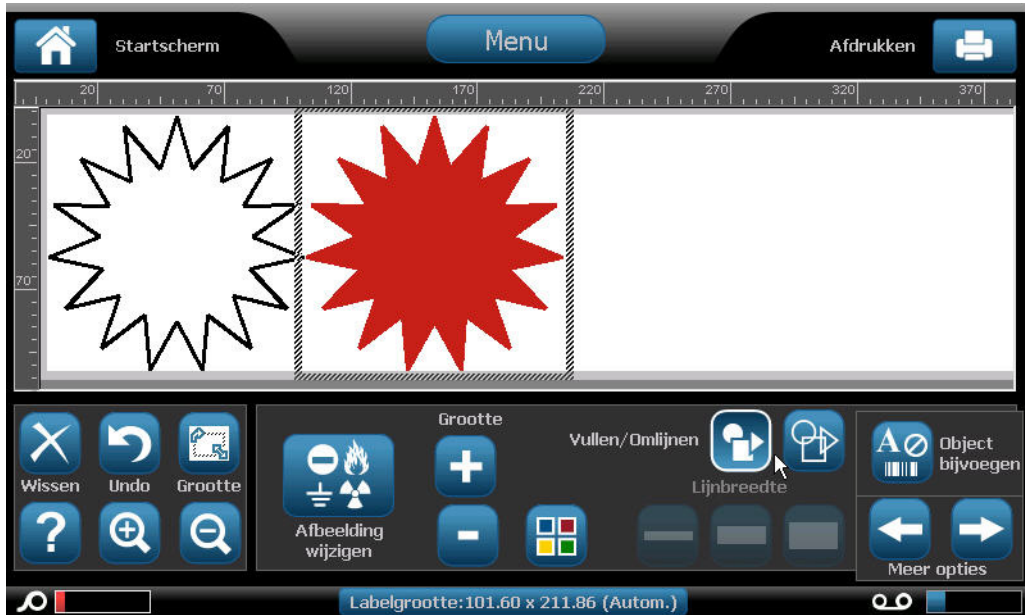 Startscherm
Menu
Afdrukken
20 70 120 170 220 270 320 370
20
70
Grootte
Vullen/Omlijnen
A
Object
bijvoegen
Wissen
Undo
Grootte
Lijnbreedte
?
Afbeelding
wijzigen
Meer opties
Labelgrootte:101.60 x 211.86 (Autom.)